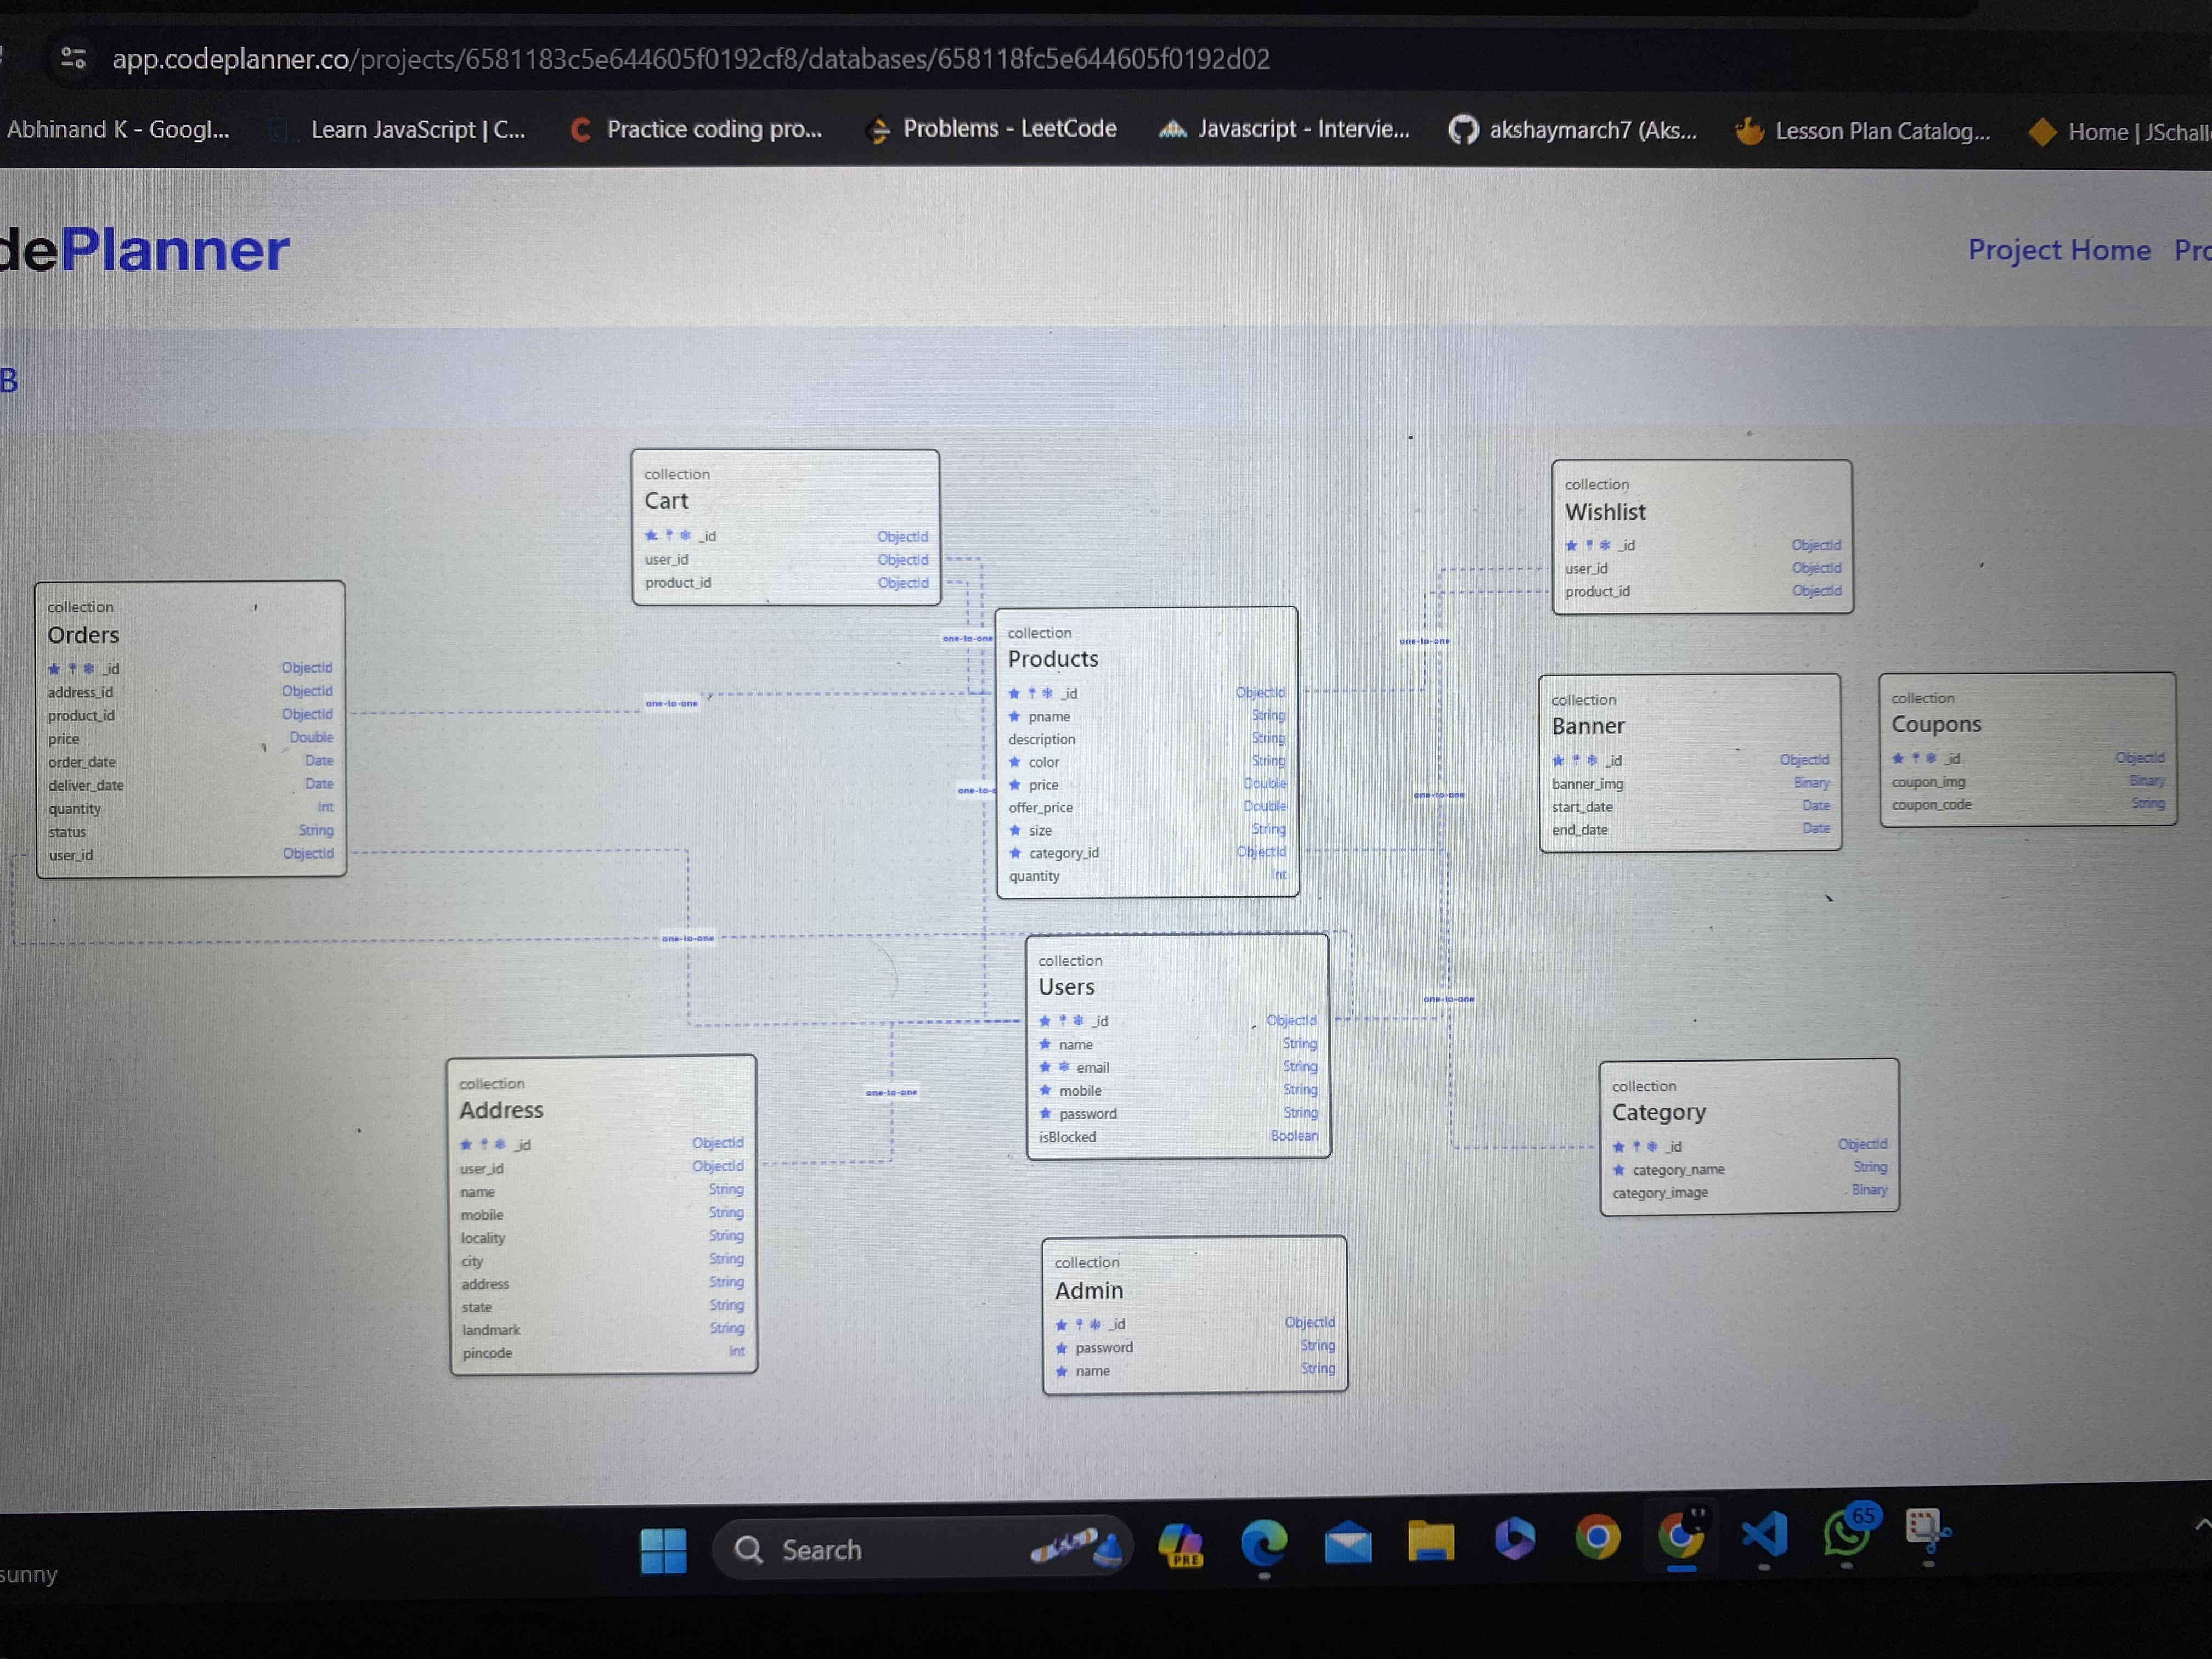 app.codeplanner.co/projects/6581183c5e644605f0192cf8/databases/658118fc5e644605f0192d02
Abhinand K - Googl...
Learn JavaScript | C...
Practice coding pro...
Problems - LeetCode
Javascript - Intervie...
akshaymarch7 (Aks...
Lesson Plan Catalog...
Home | JSchall
dePlanner
Project Home
Pro
B
collection
Cart
_id ObjectId
user_id ObjectId
product_id ObjectId
collection
Wishlist
_id ObjectId
user_id ObjectId
product_id ObjectId
collection
Orders
_id ObjectId
address_id ObjectId
product_id ObjectId
price Double
order_date Date
deliver_date Date
quantity Int
status String
user_id ObjectId
one-to-one
one-to-one
one-to-o
collection
Products
_id ObjectId
pname String
description String
color String
price Double
offer_price Double
size String
category_id ObjectId
quantity Int
one-to-one
one-to-one
collection
Banner
_id ObjectId
banner_img Binary
start_date Date
end_date Date
collection
Coupons
_id ObjectId
coupon_img Binary
coupon_code String
one-to-one
collection
Users
_id ObjectId
name String
email String
mobile String
password String
isBlocked Boolean
one-to-one
one-to-one
collection
Address
_id ObjectId
user_id ObjectId
name String
mobile String
locality String
city String
address String
state String
landmark String
pincode Int
collection
Category
_id ObjectId
category_name String
category_image Binary
collection
Admin
_id ObjectId
password String
name String
sunny
Search
PRE
65